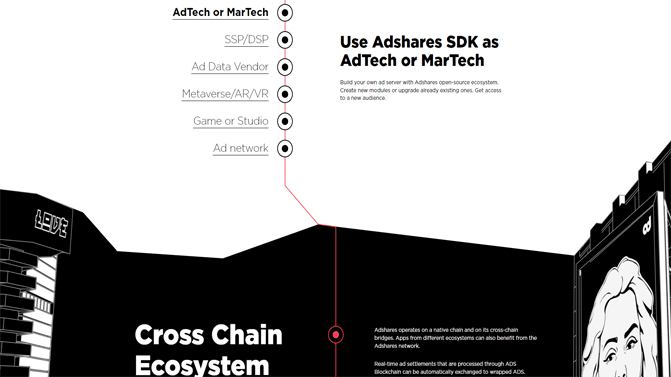 AdTech or MarTech
SSP/DSP
Ad Data Vendor
Metaverse/AR/VR
Game or Studio
Ad network
Use Adshares SDK as
AdTech or MarTech
Build your own ad server with Adshares open-source ecosystem.
Create new modules or upgrade already existing ones. Get access
to a new audience.
LOVE
ad
Cross Chain
Ecosystem
Adshares operates on a native chain and on its cross-chain
bridges. Apps from different ecosystems can also benefit from the
Adshares network.
Real-time ad settlements that are processed through ADS
Blockchain can be automatically exchanged to wrapped ADS.